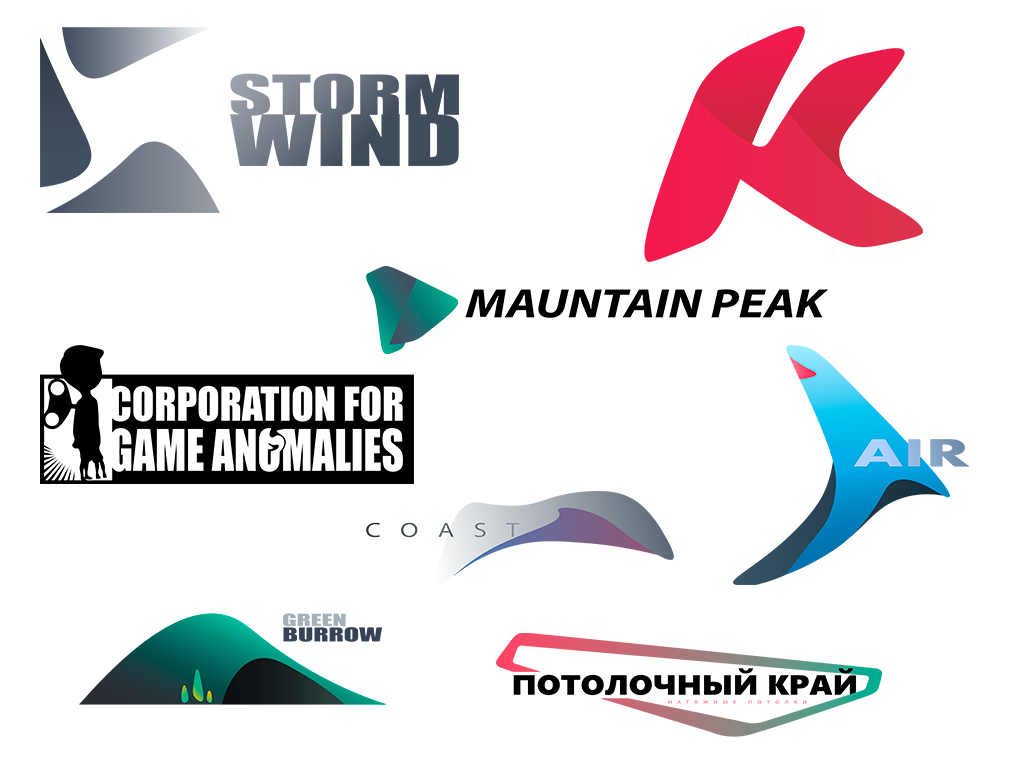 STORM
WIND
K
MAUNTAIN PEAK
CORPORATION FOR
GAME ANOMALIES
AIR
COAST
GREEN
BURROW
ПОТОЛОЧНЫЙ КРАЙ
НАТЯЖНЫЕ ПОТОЛКИ